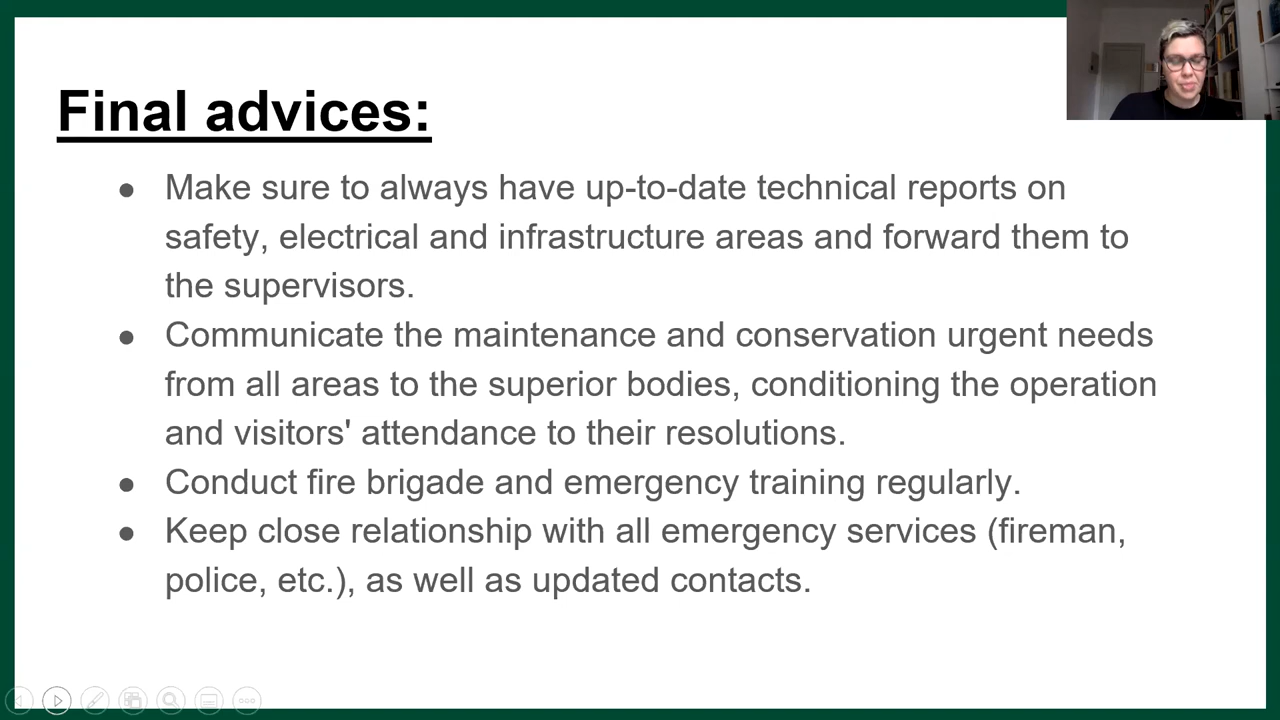 Final advices:
● Make sure to always have up-to-date technical reports on
safety, electrical and infrastructure areas and forward them to
the supervisors.
● Communicate the maintenance and conservation urgent needs
from all areas to the superior bodies, conditioning the operation
and visitors' attendance to their resolutions.
● Conduct fire brigade and emergency training regularly.
● Keep close relationship with all emergency services (fireman,
police, etc.), as well as updated contacts.